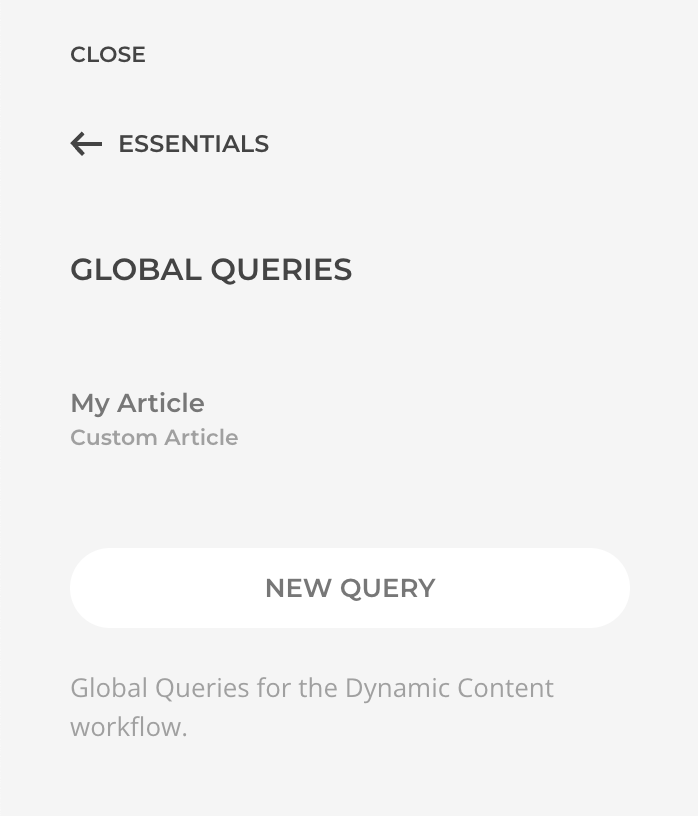 CLOSE
ESSENTIALS
GLOBAL QUERIES
My Article
Custom Article
NEW QUERY
Global Queries for the Dynamic Content
workflow.